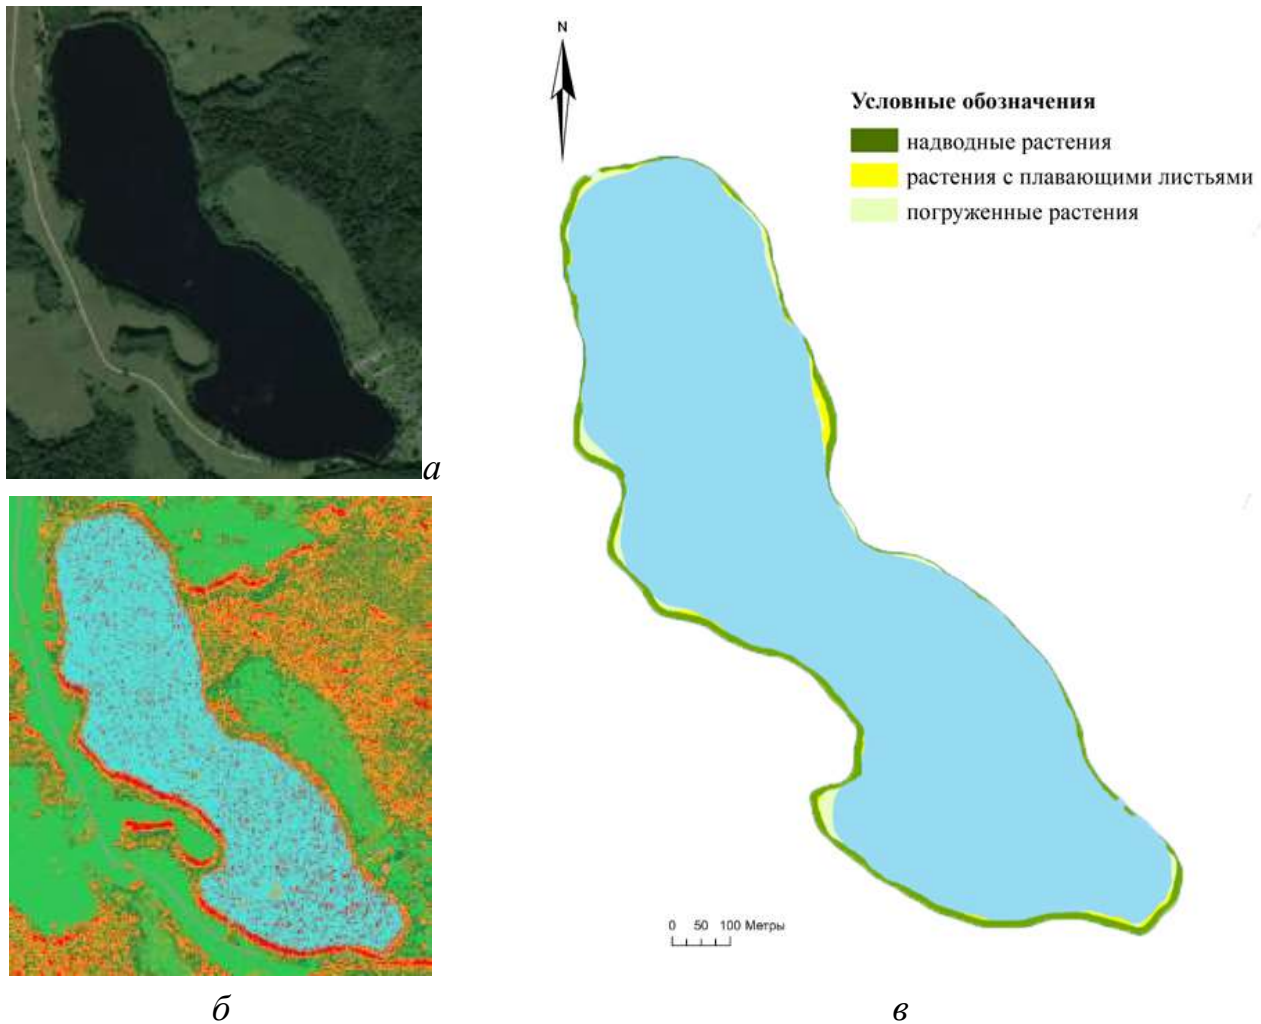 N
Условные обозначения
надводные растения
растения с плавающими листьями
погруженные растения
а
0 50 100 Метры
б
в